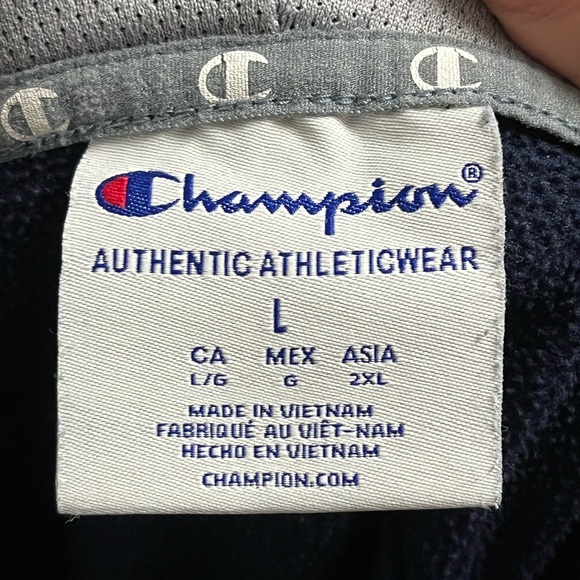 Champion®
AUTHENTIC ATHLETICWEAR
L
CA MEX ASIA
L/G G 2XL
MADE IN VIETNAM
FABRIQUÉ AU VIÊT-NAM
HECHO EN VIETNAM
CHAMPION.COM